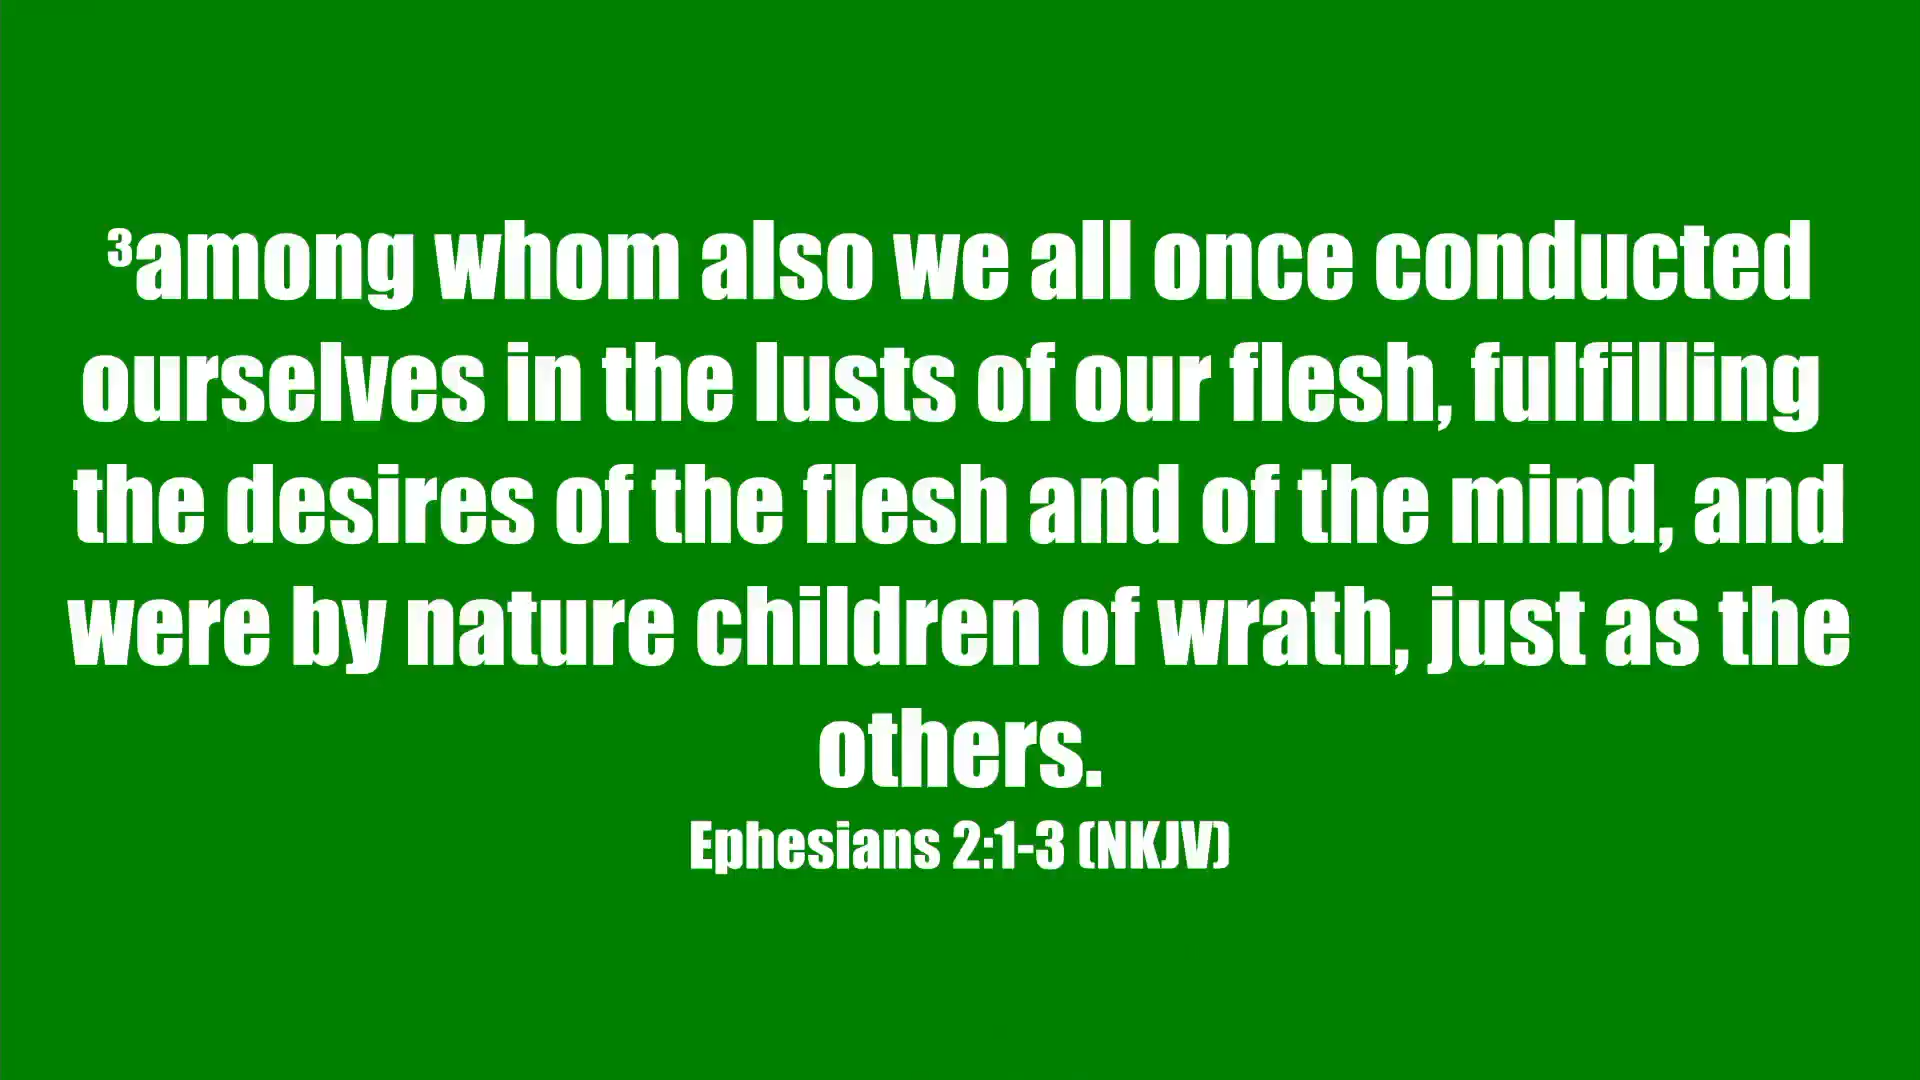 ³among whom also we all once conducted
ourselves in the lusts of our flesh, fulfilling
the desires of the flesh and of the mind, and
were by nature children of wrath, just as the
others.
Ephesians 2:1-3 (NKJV)